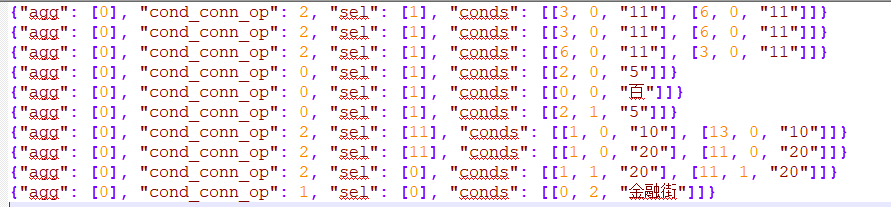 {"agg": [0], "cond_conn_op": 2, "sel": [1], "conds": [[3, 0, "11"], [6, 0, "11"]]}
{"agg": [0], "cond_conn_op": 2, "sel": [1], "conds": [[3, 0, "11"], [6, 0, "11"]]}
{"agg": [0], "cond_conn_op": 2, "sel": [1], "conds": [[6, 0, "11"], [3, 0, "11"]]}
{"agg": [0], "cond_conn_op": 0, "sel": [1], "conds": [[2, 0, "5"]]}
{"agg": [0], "cond_conn_op": 0, "sel": [1], "conds": [[0, 0, "百"]]}
{"agg": [0], "cond_conn_op": 0, "sel": [1], "conds": [[2, 1, "5"]]}
{"agg": [0], "cond_conn_op": 2, "sel": [11], "conds": [[1, 0, "10"], [13, 0, "10"]]}
{"agg": [0], "cond_conn_op": 2, "sel": [11], "conds": [[1, 0, "20"], [11, 0, "20"]]}
{"agg": [0], "cond_conn_op": 2, "sel": [0], "conds": [[1, 1, "20"], [11, 1, "20"]]}
{"agg": [0], "cond_conn_op": 1, "sel": [0], "conds": [[0, 2, "金融街"]]}